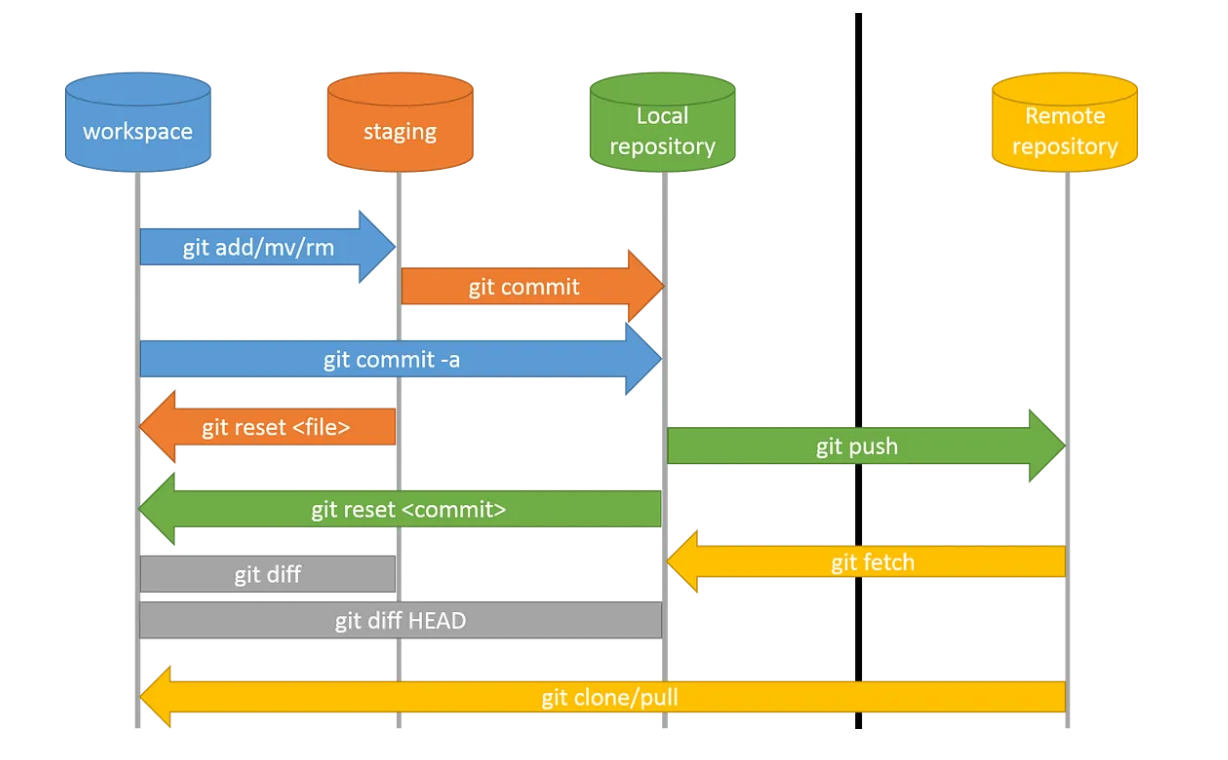 workspace
staging
Local
repository
Remote
repository
git add/mv/rm
git commit
git commit -a
git reset <file>
git push
git reset <commit>
git fetch
git diff
git diff HEAD
git clone/pull